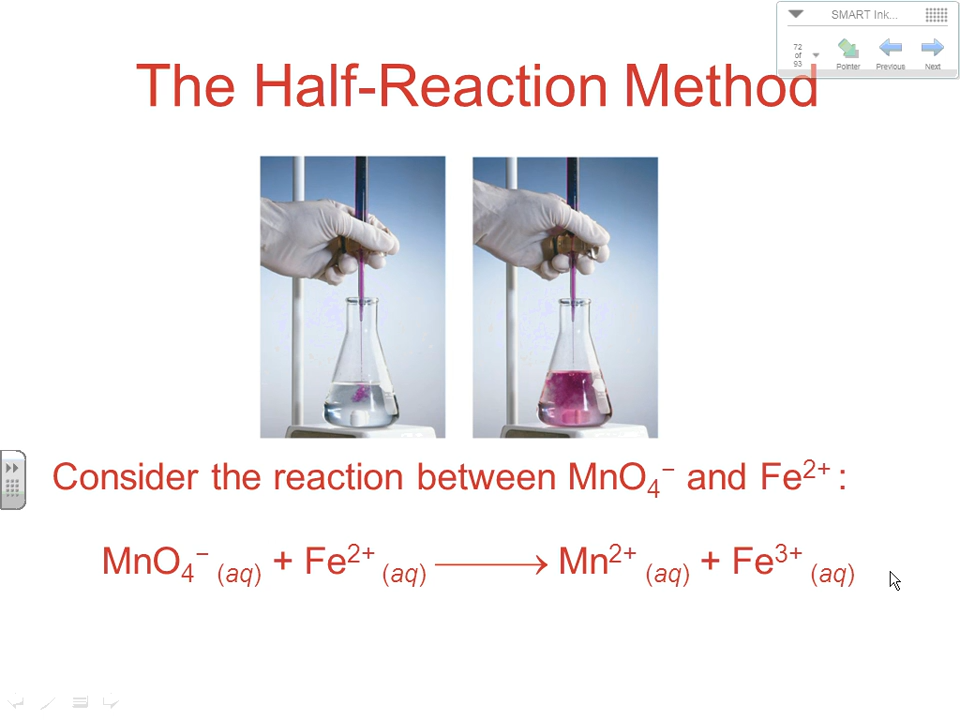 SMART Ink...
72
of
93
Pointer Previous Next
The Half-Reaction Method
Consider the reaction between MnO₄⁻ and Fe²⁺ :
MnO₄⁻ (aq) + Fe²⁺ (aq) ⟶ Mn²⁺ (aq) + Fe³⁺ (aq)